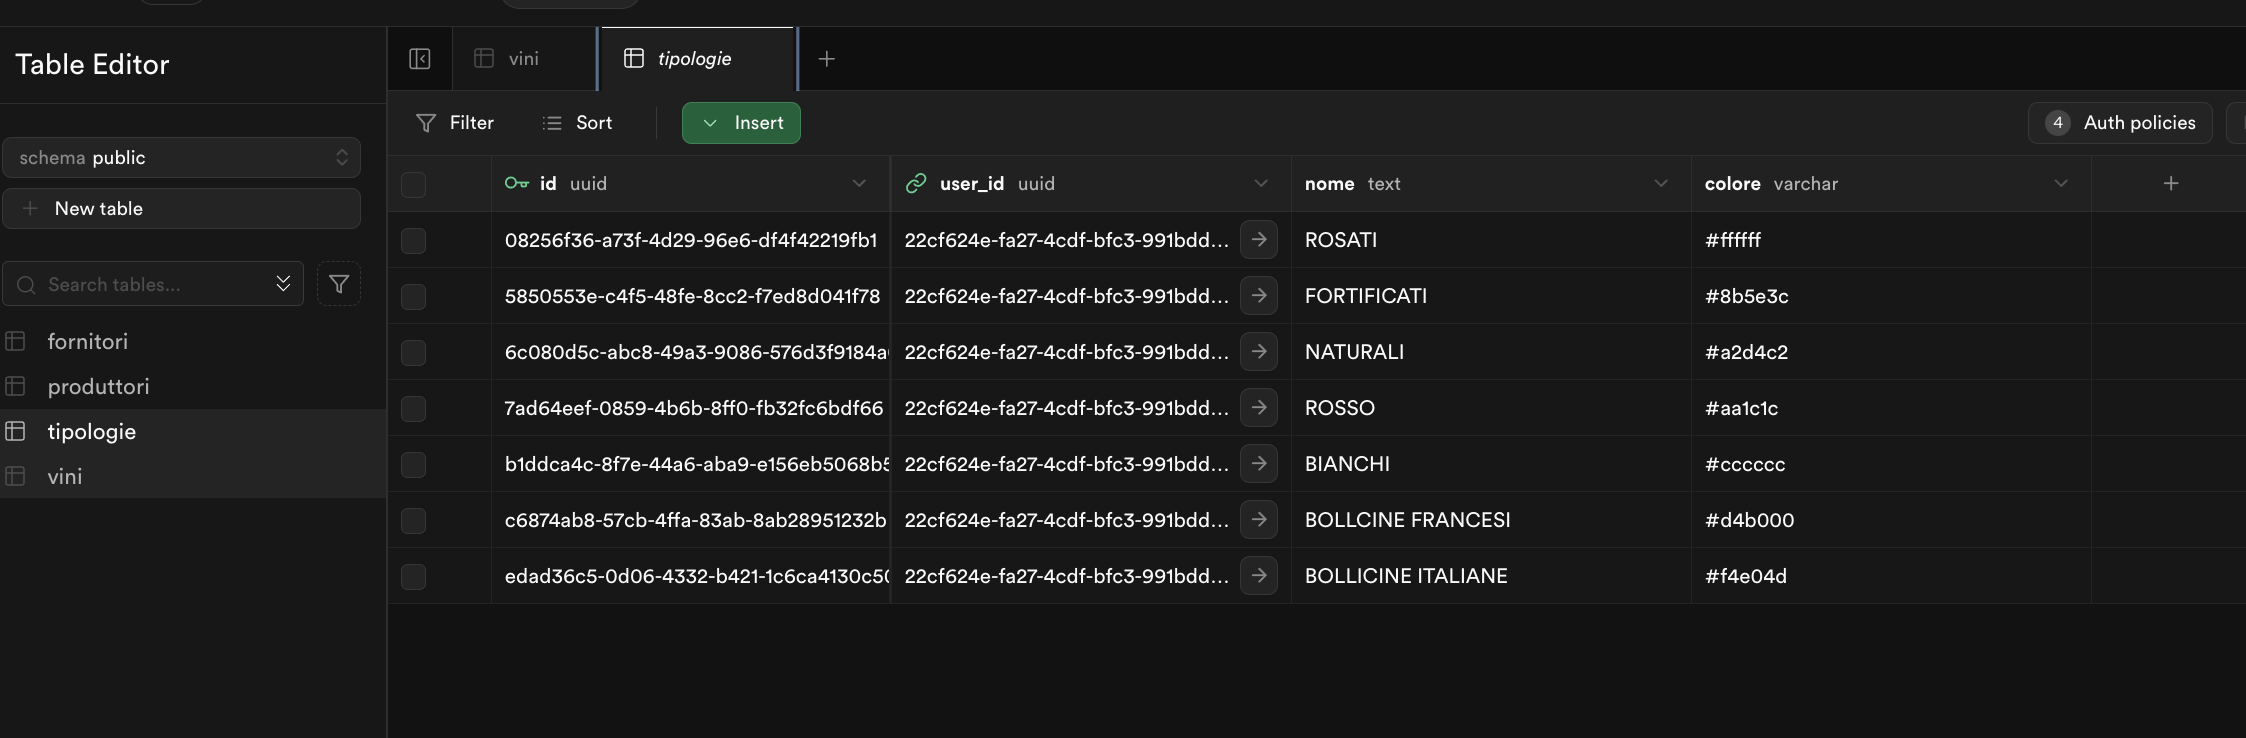 Table Editor
vini
tipologie
schema public
Filter
Sort
Insert
4 Auth policies
New table
id uuid
user_id uuid
nome text
colore varchar
Search tables...
fornitori
produttori
tipologie
vini
08256f36-a73f-4d29-96e6-df4f42219fb1 22cf624e-fa27-4cdf-bfc3-991bdd... ROSATI #ffffff
5850553e-c4f5-48fe-8cc2-f7ed8d041f78 22cf624e-fa27-4cdf-bfc3-991bdd... FORTIFICATI #8b5e3c
6c080d5c-abc8-49a3-9086-576d3f9184a 22cf624e-fa27-4cdf-bfc3-991bdd... NATURALI #a2d4c2
7ad64eef-0859-4b6b-8ff0-fb32fc6bdf66 22cf624e-fa27-4cdf-bfc3-991bdd... ROSSO #aa1c1c
b1ddca4c-8f7e-44a6-aba9-e156eb5068b5 22cf624e-fa27-4cdf-bfc3-991bdd... BIANCHI #cccccc
c6874ab8-57cb-4ffa-83ab-8ab28951232b 22cf624e-fa27-4cdf-bfc3-991bdd... BOLLCINE FRANCESI #d4b000
edad36c5-0d06-4332-b421-1c6ca4130c50 22cf624e-fa27-4cdf-bfc3-991bdd... BOLLICINE ITALIANE #f4e04d